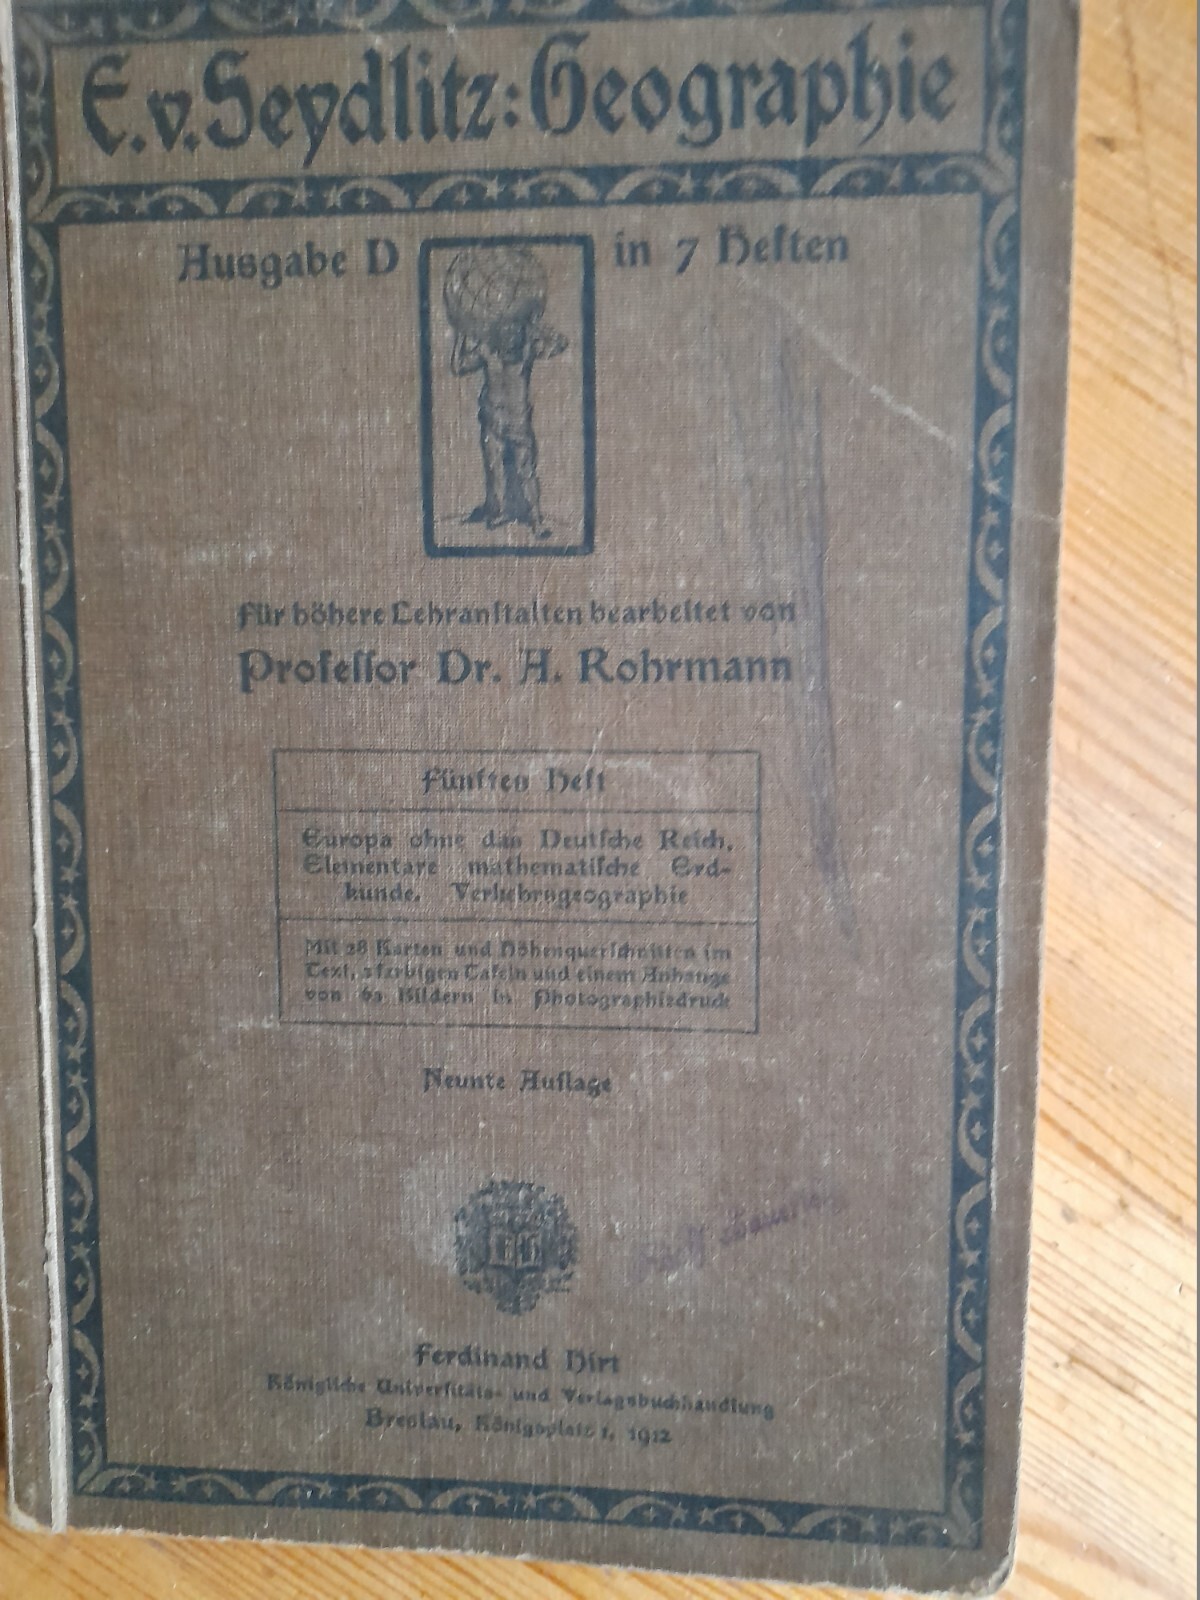 E. v. Seydlitz: Geographie
Ausgabe D in 7 Heften
Für höhere Lehranstalten bearbeitet von
Professor Dr. A. Rohrmann
Fünftes Heft
Europa ohne das Deutsche Reich.
Elementare mathematische Erd-
kunde. Verkehrsgeographie
Mit 28 Karten und Höhenquerschnitten im
Text, farbigen Tafeln und einem Anhange
von Bildern in Photographiedruck
Neunte Auflage
Ferdinand Hirt
Königliche Universitäts- und Verlagsbuchhandlung
Breslau, Königsplatz 1, 1912